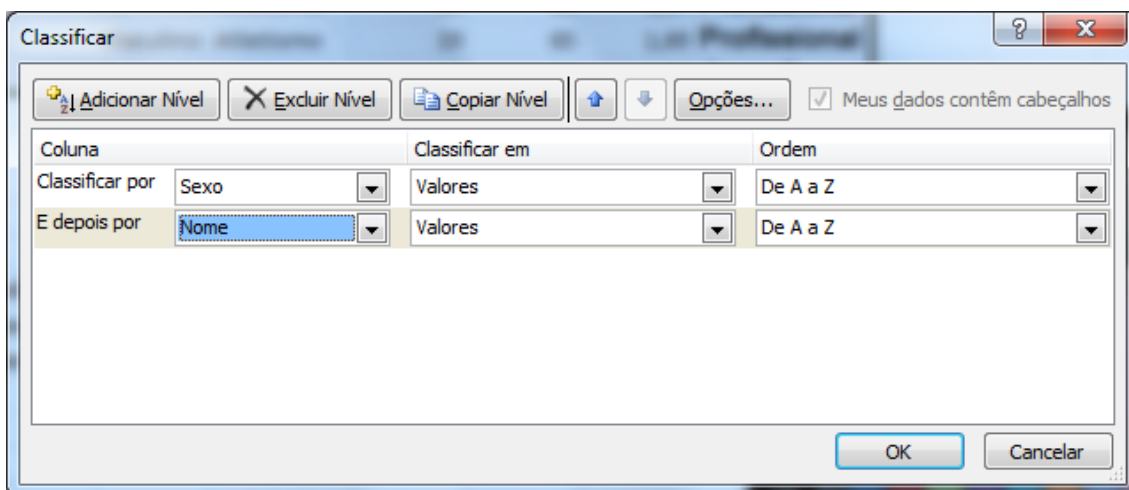 Classificar
Profissional
Adicionar Nível Excluir Nível Copiar Nível Opções... Meus dados contêm cabeçalhos
Coluna Classificar em Ordem
Classificar por Sexo Valores De A a Z
E depois por Nome Valores De A a Z
OK Cancelar